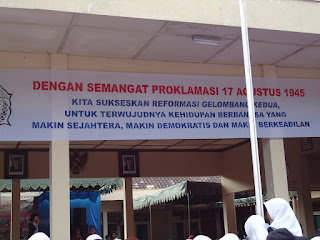 DENGAN SEMANGAT PROKLAMASI 17 AGUSTUS 1945
KITA SUKSESKAN REFORMASI GELOMBANG KEDUA,
UNTUK TERWUJUDNYA KEHIDUPAN BERBANGSA YANG
MAKIN SEJAHTERA, MAKIN DEMOKRATIS DAN MAKIN BERKEADILAN